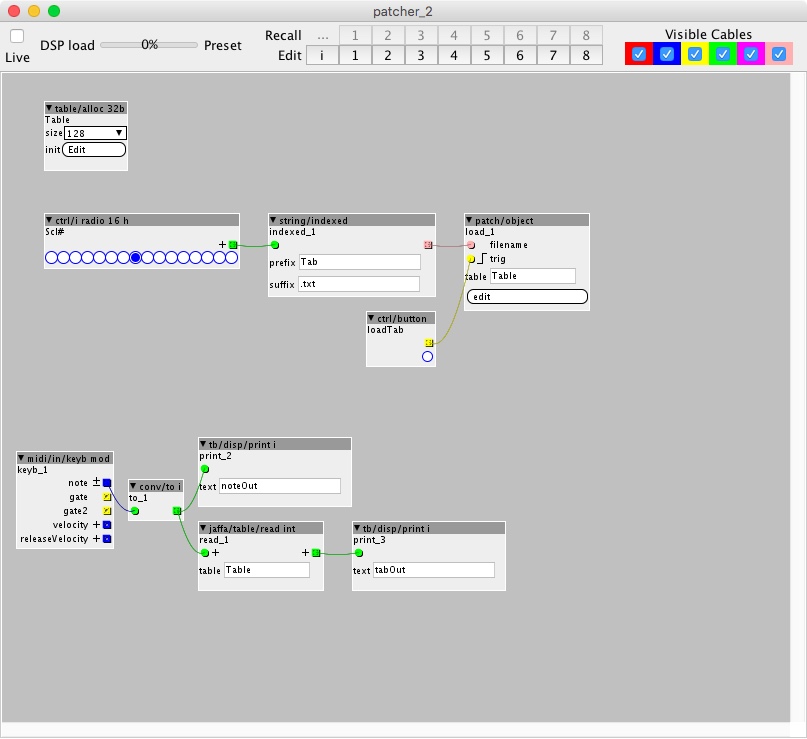 patcher_2
Live
DSP load 0% Preset
Recall ... 1 2 3 4 5 6 7 8
Edit i 1 2 3 4 5 6 7 8
Visible Cables
table/alloc 32b
Table
size 128
init Edit
ctrl/i radio 16 h
Scl#
+
string/indexed
indexed_1
prefix Tab
suffix .txt
patch/object
load_1
filename
trig
table Table
edit
ctrl/button
loadTab
midi/in/keyb mod
keyb_1
note ±
gate
gate2
velocity +
releaseVelocity +
conv/to i
to_1
tb/disp/print i
print_2
text noteOut
jaffa/table/read int
read_1
+ +
table Table
tb/disp/print i
print_3
text tabOut